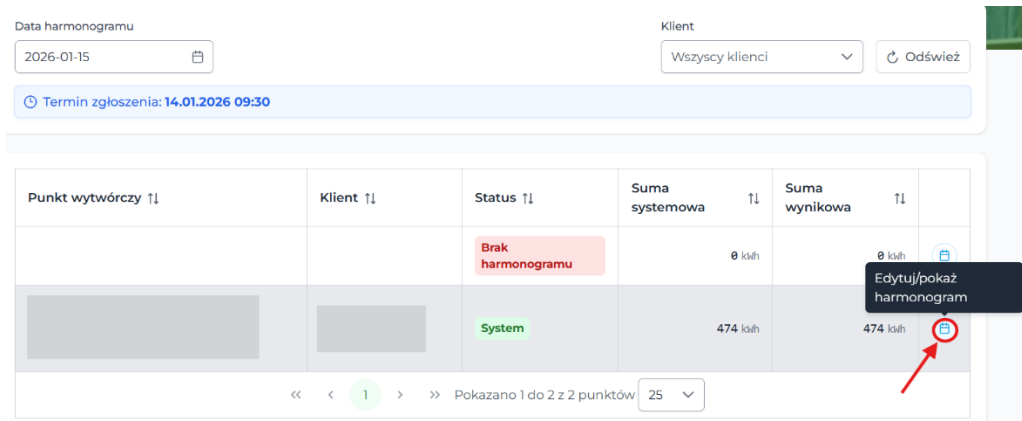 Data harmonogramu
Klient
2026-01-15
Wszyscy klienci
Odśwież
Termin zgłoszenia: 14.01.2026 09:30
Punkt wytwórczy
Klient
Status
Suma
systemowa
Suma
wynikowa
Brak
harmonogramu
0 kWh
0 kWh
Edytuj/pokaż
harmonogram
System
474 kWh
474 kWh
1
Pokazano 1 do 2 z 2 punktów
25